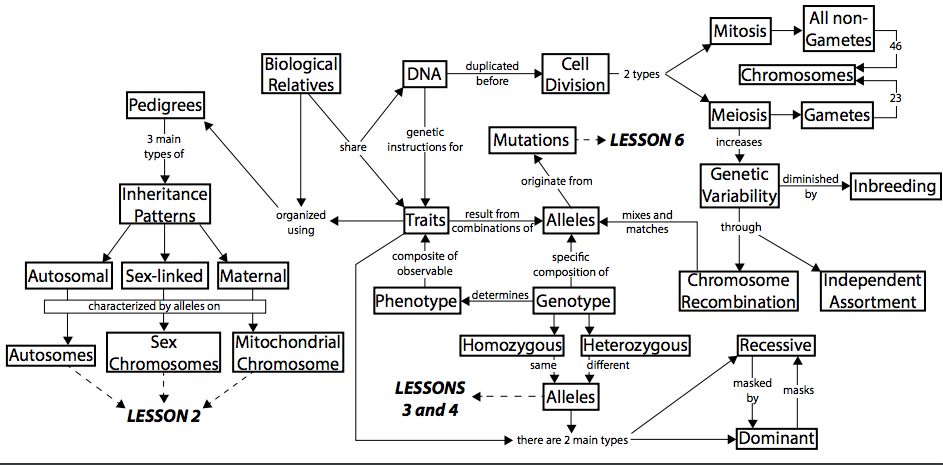 Mitosis
All non-
Gametes
46
Biological
Relatives
DNA
duplicated
before
Cell
Division
2 types
Chromosomes
23
Pedigrees
Meiosis
Gametes
genetic
instructions for
share
Mutations
LESSON 6
increases
3 main
types of
originate from
Genetic
Variability
diminished
by
Inbreeding
Inheritance
Patterns
organized
using
Traits
result from
combinations of
Alleles
mixes and
matches
through
composite of
observable
specific
composition of
Autosomal
Sex-linked
Maternal
characterized by alleles on
Phenotype
determines
Genotype
Chromosome
Recombination
Independent
Assortment
Autosomes
Sex
Chromosomes
Mitochondrial
Chromosome
Homozygous
Heterozygous
Recessive
same
different
LESSONS
3 and 4
Alleles
masked
by
masks
LESSON 2
there are 2 main types
Dominant